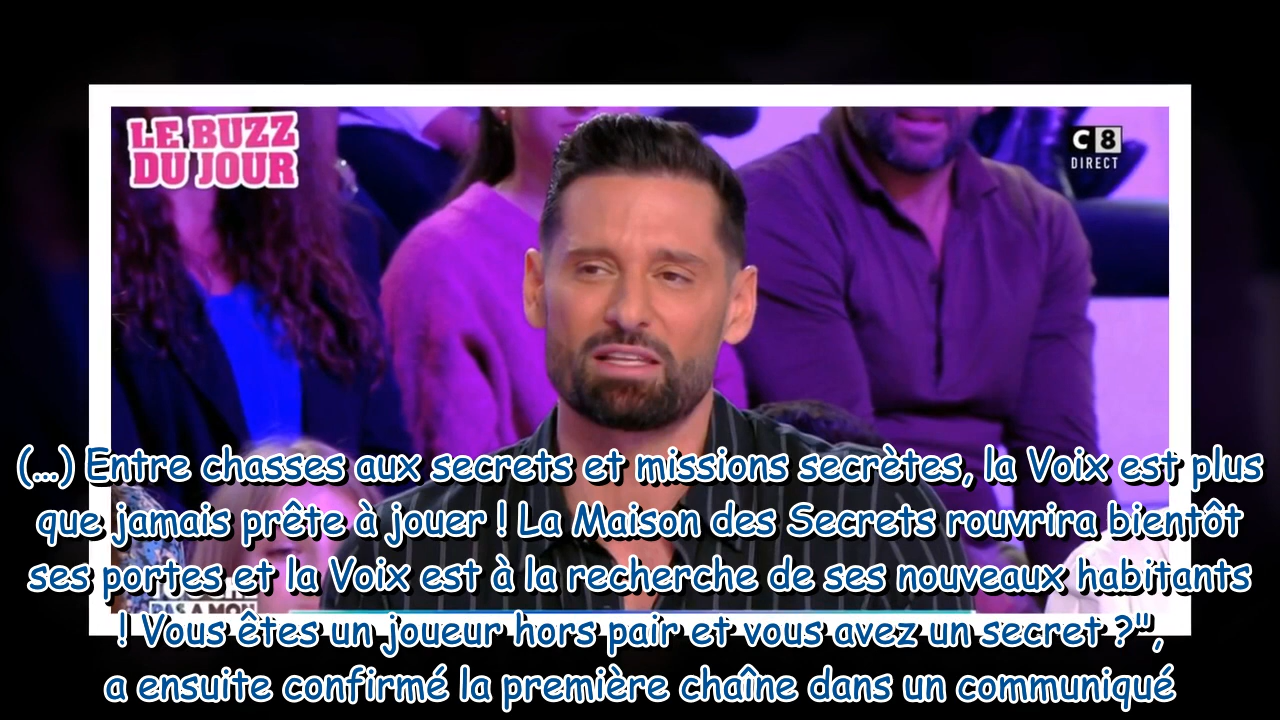 LE BUZZ
DU JOUR
C8
DIRECT
(...) Entre chasses aux secrets et missions secrètes, la Voix est plus
que jamais prête à jouer ! La Maison des Secrets rouvrira bientôt
ses portes et la Voix est à la recherche de ses nouveaux habitants
PAS A MON
! Vous êtes un joueur hors pair et vous avez un secret ?",
a ensuite confirmé la première chaîne dans un communiqué